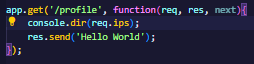 app.get('/profile', function(req, res, next){
    console.dir(req.ips);
    res.send('Hello World');
});